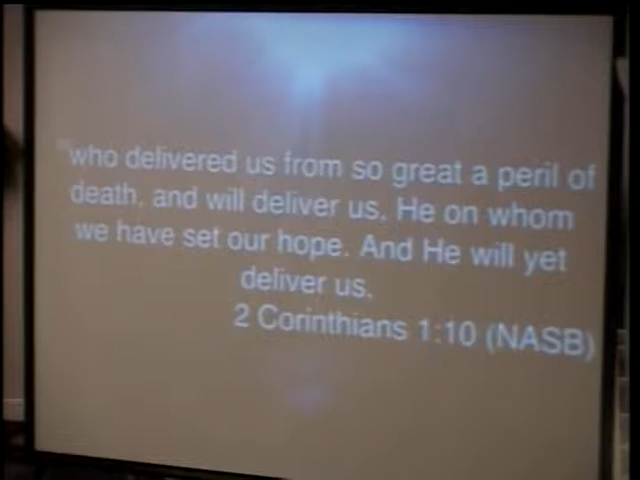 "who delivered us from so great a peril of
death, and will deliver us, He on whom
we have set our hope. And He will yet
deliver us,
2 Corinthians 1:10 (NASB)